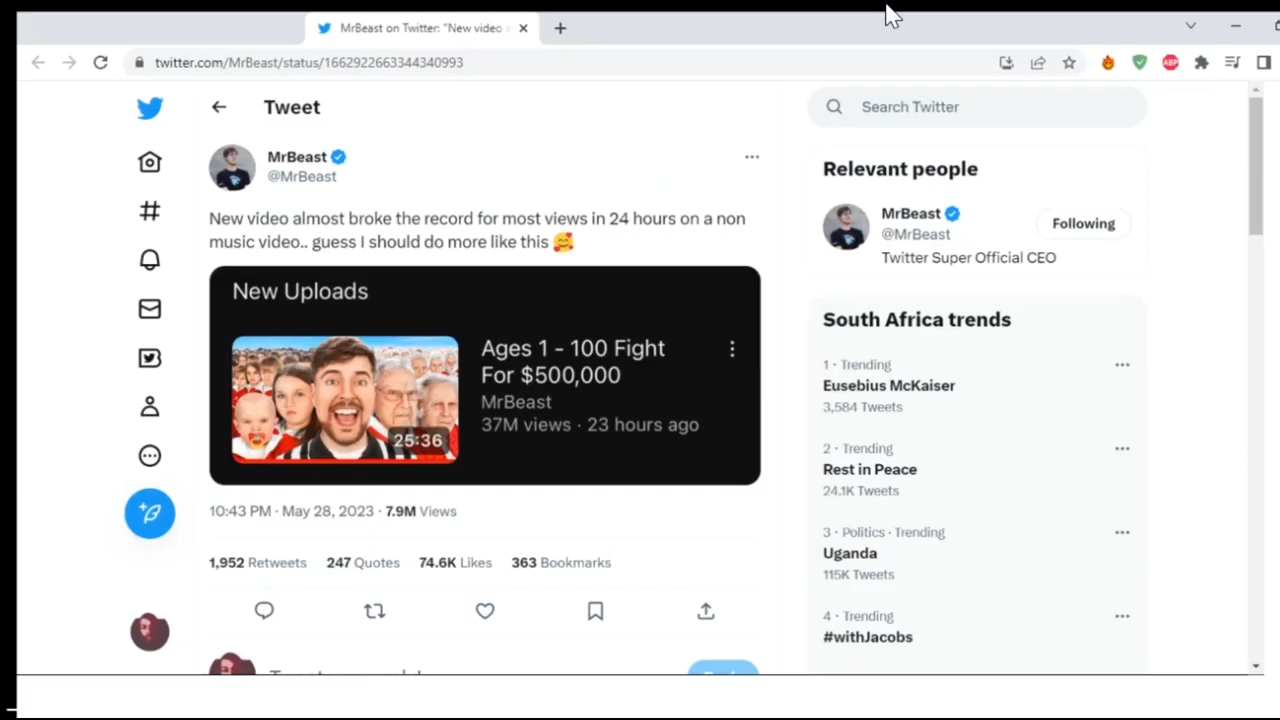 MrBeast on Twitter: "New video a
twitter.com/MrBeast/status/1662922663344340993
ABP
Tweet
Search Twitter
MrBeast
@MrBeast
New video almost broke the record for most views in 24 hours on a non
music video.. guess I should do more like this 🥰
New Uploads
25:36
Ages 1 - 100 Fight
For $500,000
MrBeast
37M views · 23 hours ago
10:43 PM · May 28, 2023 · 7.9M Views
1,952 Retweets 247 Quotes 74.6K Likes 363 Bookmarks
Relevant people
MrBeast
@MrBeast
Following
Twitter Super Official CEO
South Africa trends
1 · Trending
Eusebius McKaiser
3,584 Tweets
2 · Trending
Rest in Peace
24.1K Tweets
3 · Politics · Trending
Uganda
115K Tweets
4 · Trending
#withJacobs